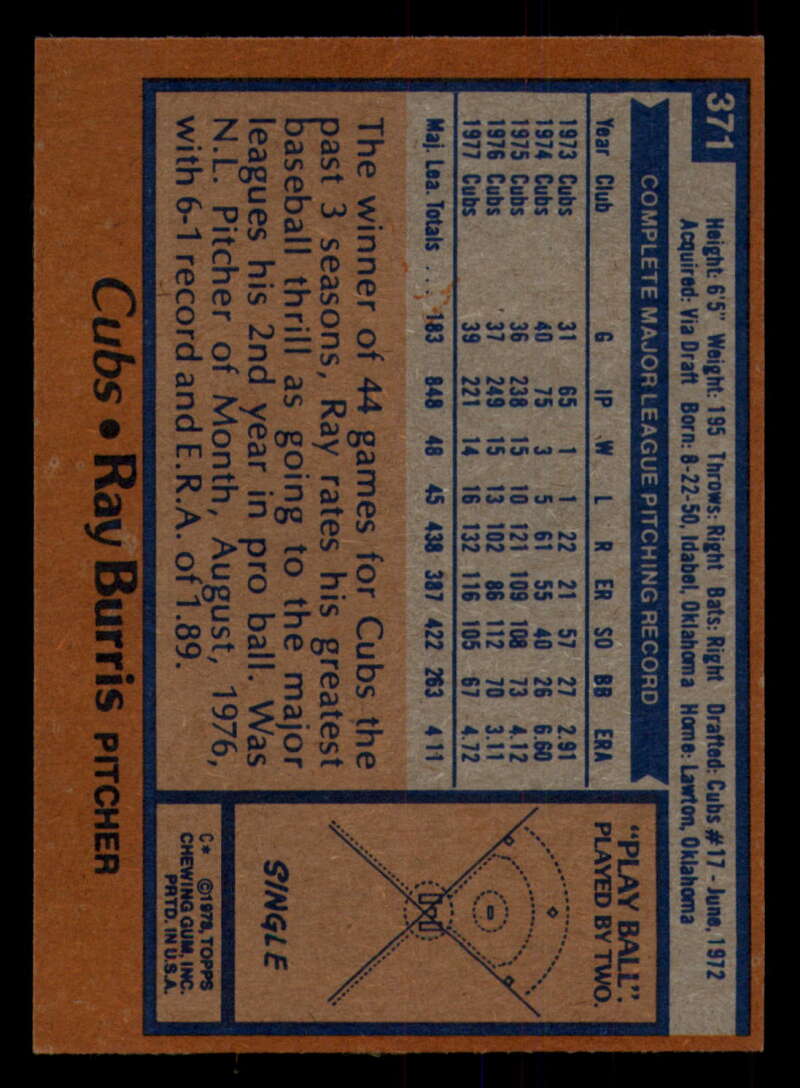 371
Height: 6'5" Weight: 195 Throws: Right Bats: Right Drafted: Cubs #17 - June, 1972
Acquired: Via Draft Born: 8-22-50, Idabel, Oklahoma Home: Lawton, Oklahoma
COMPLETE MAJOR LEAGUE PITCHING RECORD
Year Club G IP W L R ER SO BB ERA
1973 Cubs 31 65 1 1 22 21 57 27 2.91
1974 Cubs 40 75 3 5 61 55 40 26 6.60
1975 Cubs 36 238 15 10 121 109 108 73 4.12
1976 Cubs 37 249 15 13 102 86 112 70 3.11
1977 Cubs 39 221 14 16 132 116 105 67 4.72
Maj. Lea. Totals ... 183 848 48 45 438 387 422 263 4.11
The winner of 44 games for Cubs the
past 3 seasons, Ray rates his greatest
baseball thrill as going to the major
leagues his 2nd year in pro ball. Was
N.L. Pitcher of Month, August, 1976,
with 6-1 record and E.R.A. of 1.89.
"PLAY BALL":
PLAYED BY TWO.
SINGLE
C* ©1978, TOPPS
CHEWING GUM, INC.
PRTD. IN U.S.A.
Cubs • Ray Burris PITCHER